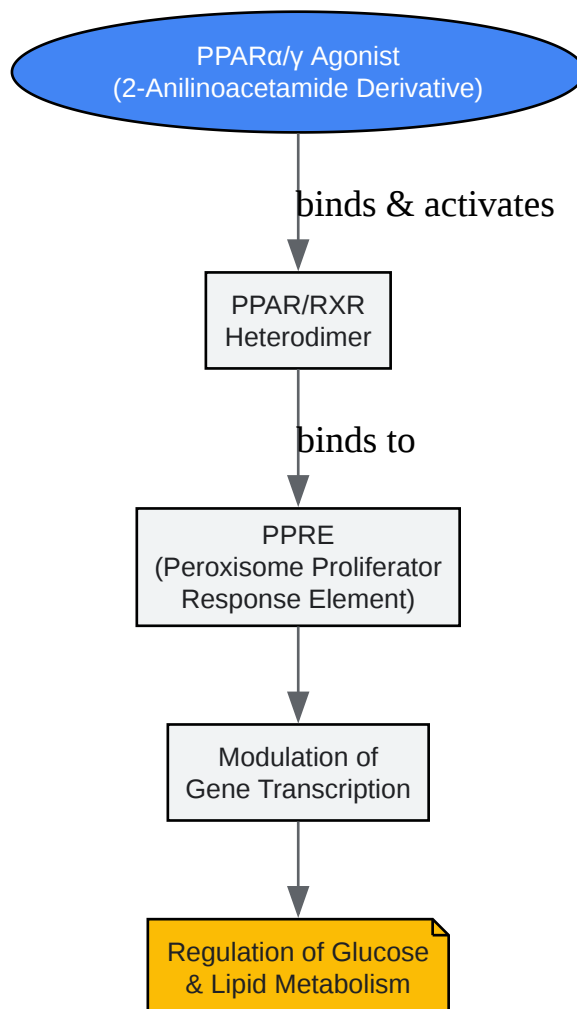 PPARα/γ Agonist
(2-Anilinoacetamide Derivative)
binds & activates
PPAR/RXR
Heterodimer
binds to
PPRE
(Peroxisome Proliferator
Response Element)
Modulation of
Gene Transcription
Regulation of Glucose
& Lipid Metabolism